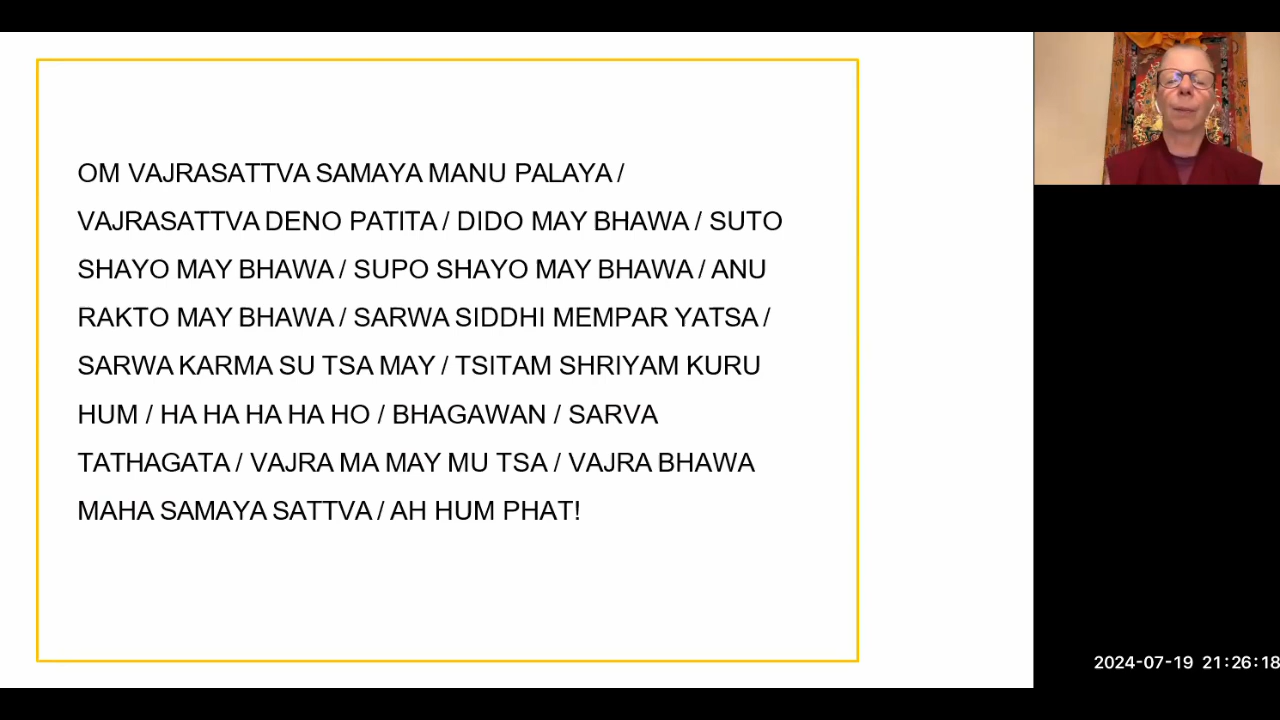 OM VAJRASATTVA SAMAYA MANU PALAYA /
VAJRASATTVA DENO PATITA / DIDO MAY BHAWA / SUTO
SHAYO MAY BHAWA / SUPO SHAYO MAY BHAWA / ANU
RAKTO MAY BHAWA / SARWA SIDDHI MEMPAR YATSA /
SARWA KARMA SU TSA MAY / TSITAM SHRIYAM KURU
HUM / HA HA HA HA HO / BHAGAWAN / SARVA
TATHAGATA / VAJRA MA MAY MU TSA / VAJRA BHAWA
MAHA SAMAYA SATTVA / AH HUM PHAT!
2024-07-19 21:26:18